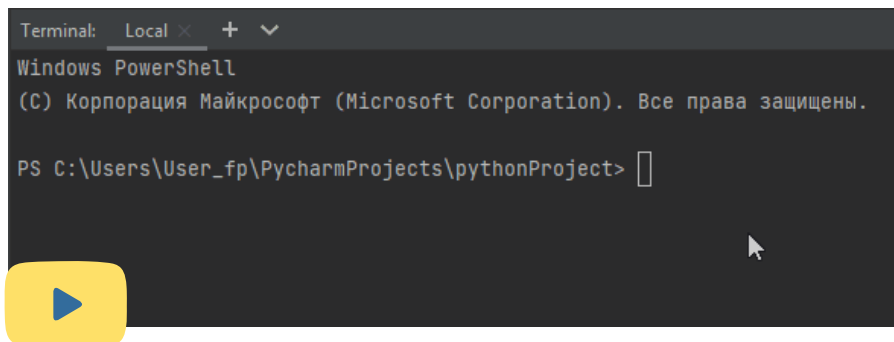 Terminal: Local
Windows PowerShell
(C) Корпорация Майкрософт (Microsoft Corporation). Все права защищены.
PS C:\Users\User_fp\PycharmProjects\pythonProject>